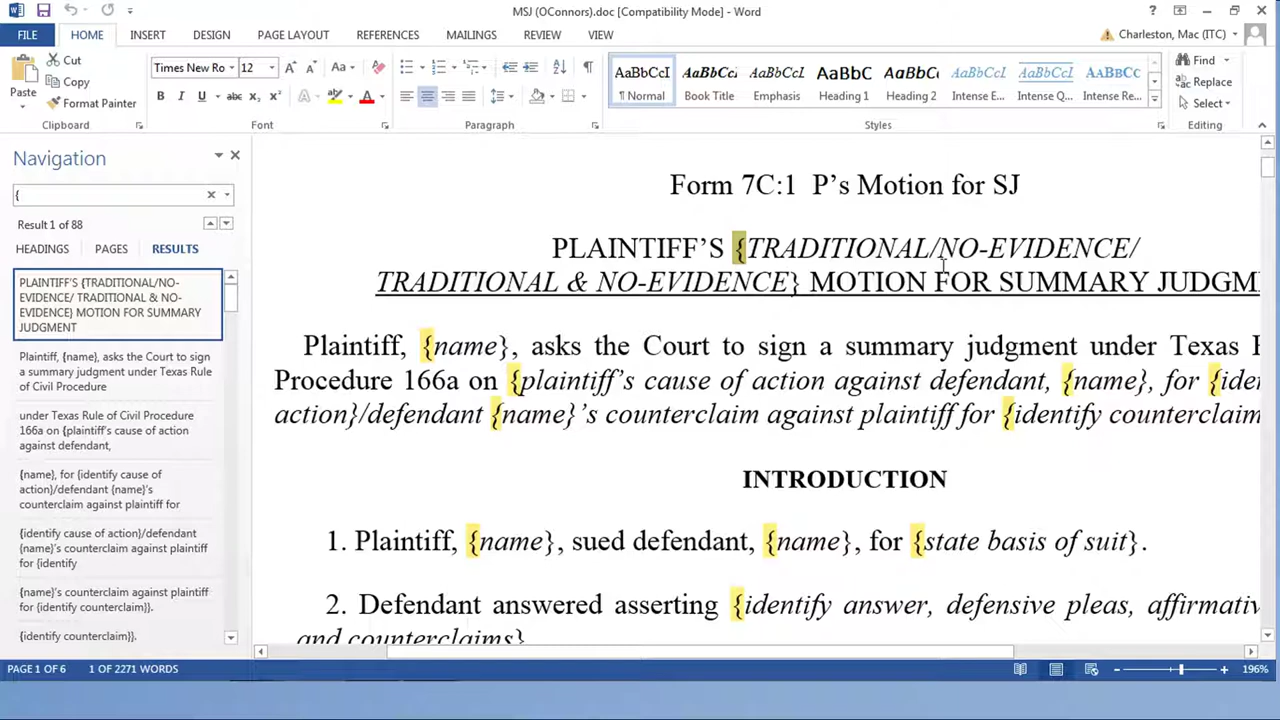 MSJ (OConnors).doc [Compatibility Mode] - Word
FILE HOME INSERT DESIGN PAGE LAYOUT REFERENCES MAILINGS REVIEW VIEW
Charleston, Mac (ITC)
Cut
Copy
Format Painter
Paste
Clipboard
Times New Ro 12
Font
Paragraph
AaBbCcI AaBbCcI AaBbCcI AaBbC AaBbCc AaBbCcI AaBbCcI AaBbCc
¶ Normal Book Title Emphasis Heading 1 Heading 2 Intense E... Intense Q... Intense Re...
Styles
Find
Replace
Select
Editing
Navigation
{
Result 1 of 88
HEADINGS PAGES RESULTS
PLAINTIFF'S {TRADITIONAL/NO-
EVIDENCE/ TRADITIONAL & NO-
EVIDENCE} MOTION FOR SUMMARY
JUDGMENT
Plaintiff, {name}, asks the Court to sign
a summary judgment under Texas Rule
of Civil Procedure
under Texas Rule of Civil Procedure
166a on {plaintiff's cause of action
against defendant,
{name}, for {identify cause of
action}/defendant {name}'s
counterclaim against plaintiff for
{identify cause of action}/defendant
{name}'s counterclaim against plaintiff
for {identify
{name}'s counterclaim against plaintiff
for {identify counterclaim}}.
{identify counterclaim}}.
Form 7C:1 P's Motion for SJ
PLAINTIFF'S {TRADITIONAL/NO-EVIDENCE/
TRADITIONAL & NO-EVIDENCE} MOTION FOR SUMMARY JUDGM
Plaintiff, {name}, asks the Court to sign a summary judgment under Texas
Procedure 166a on {plaintiff's cause of action against defendant, {name}, for {iden
action}/defendant {name}'s counterclaim against plaintiff for {identify counterclaim
INTRODUCTION
1. Plaintiff, {name}, sued defendant, {name}, for {state basis of suit}.
2. Defendant answered asserting {identify answer, defensive pleas, affirmativ
and counterclaims}
PAGE 1 OF 6 1 OF 2271 WORDS
196%